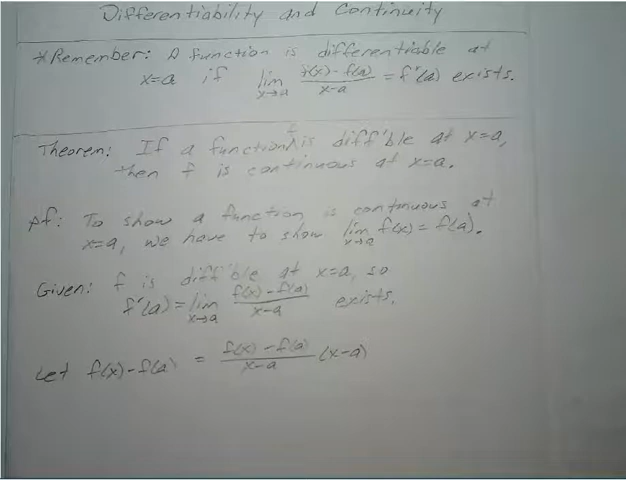 Differentiability and Continuity
*Remember: A function is differentiable at
x=a if lim x→a (f(x) - f(a))/(x-a) = f'(a) exists.
Theorem: If a function f is diff'ble at x=a,
then f is continuous at x=a.
pf: To show a function is continuous at
x=a, we have to show lim x→a f(x) = f(a).
Given: f is diff'ble at x=a, so
f'(a) = lim x→a (f(x) - f(a))/(x-a) exists.
Let f(x) - f(a) = (f(x) - f(a))/(x-a) (x-a)